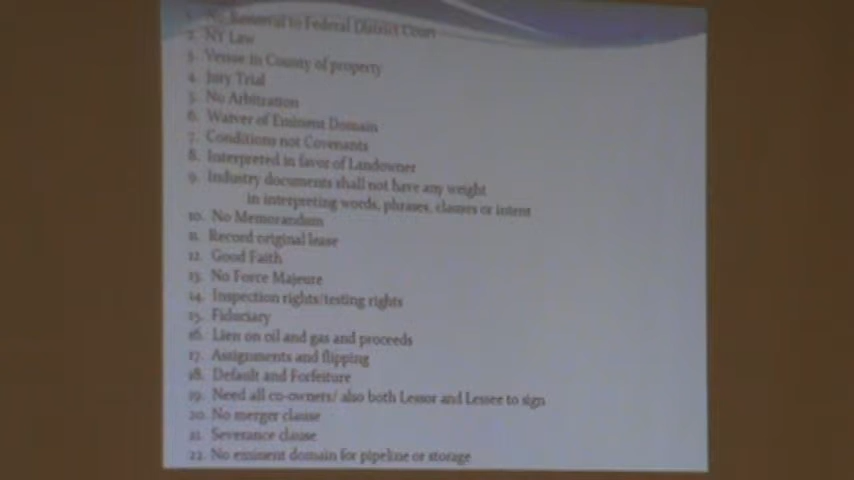 1. No Removal to Federal District Court
2. NY Law
3. Venue in County of property
4. Jury Trial
5. No Arbitration
6. Waiver of Eminent Domain
7. Conditions not Covenants
8. Interpreted in favor of Landowner
9. Industry documents shall not have any weight
in interpreting words, phrases, clauses or intent
10. No Memorandum
11. Record original lease
12. Good Faith
13. No Force Majeure
14. Inspection rights/testing rights
15. Fiduciary
16. Lien on oil and gas and proceeds
17. Assignments and flipping
18. Default and Forfeiture
19. Need all co-owners/ also both Lessor and Lessee to sign
20. No merger clause
21. Severance clause
22. No eminent domain for pipeline or storage